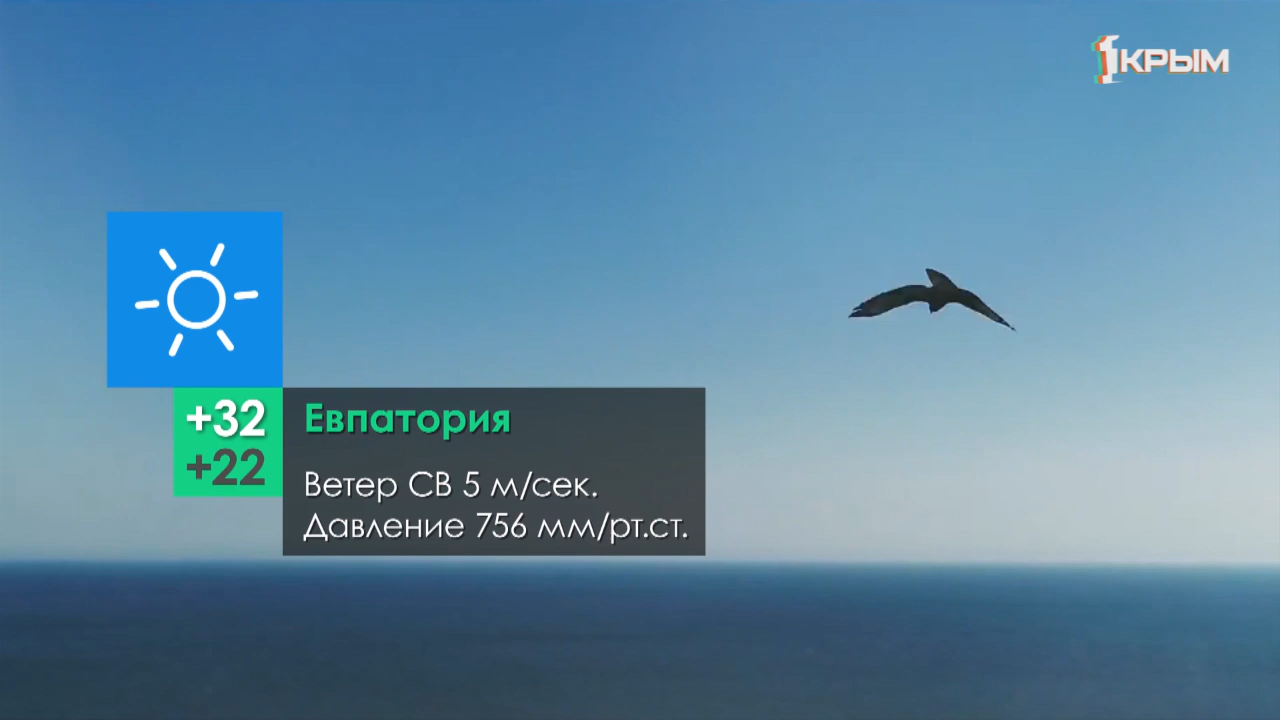 1КРЫМ
+32
+22
Евпатория
Ветер СВ 5 м/сек.
Давление 756 мм/рт.ст.